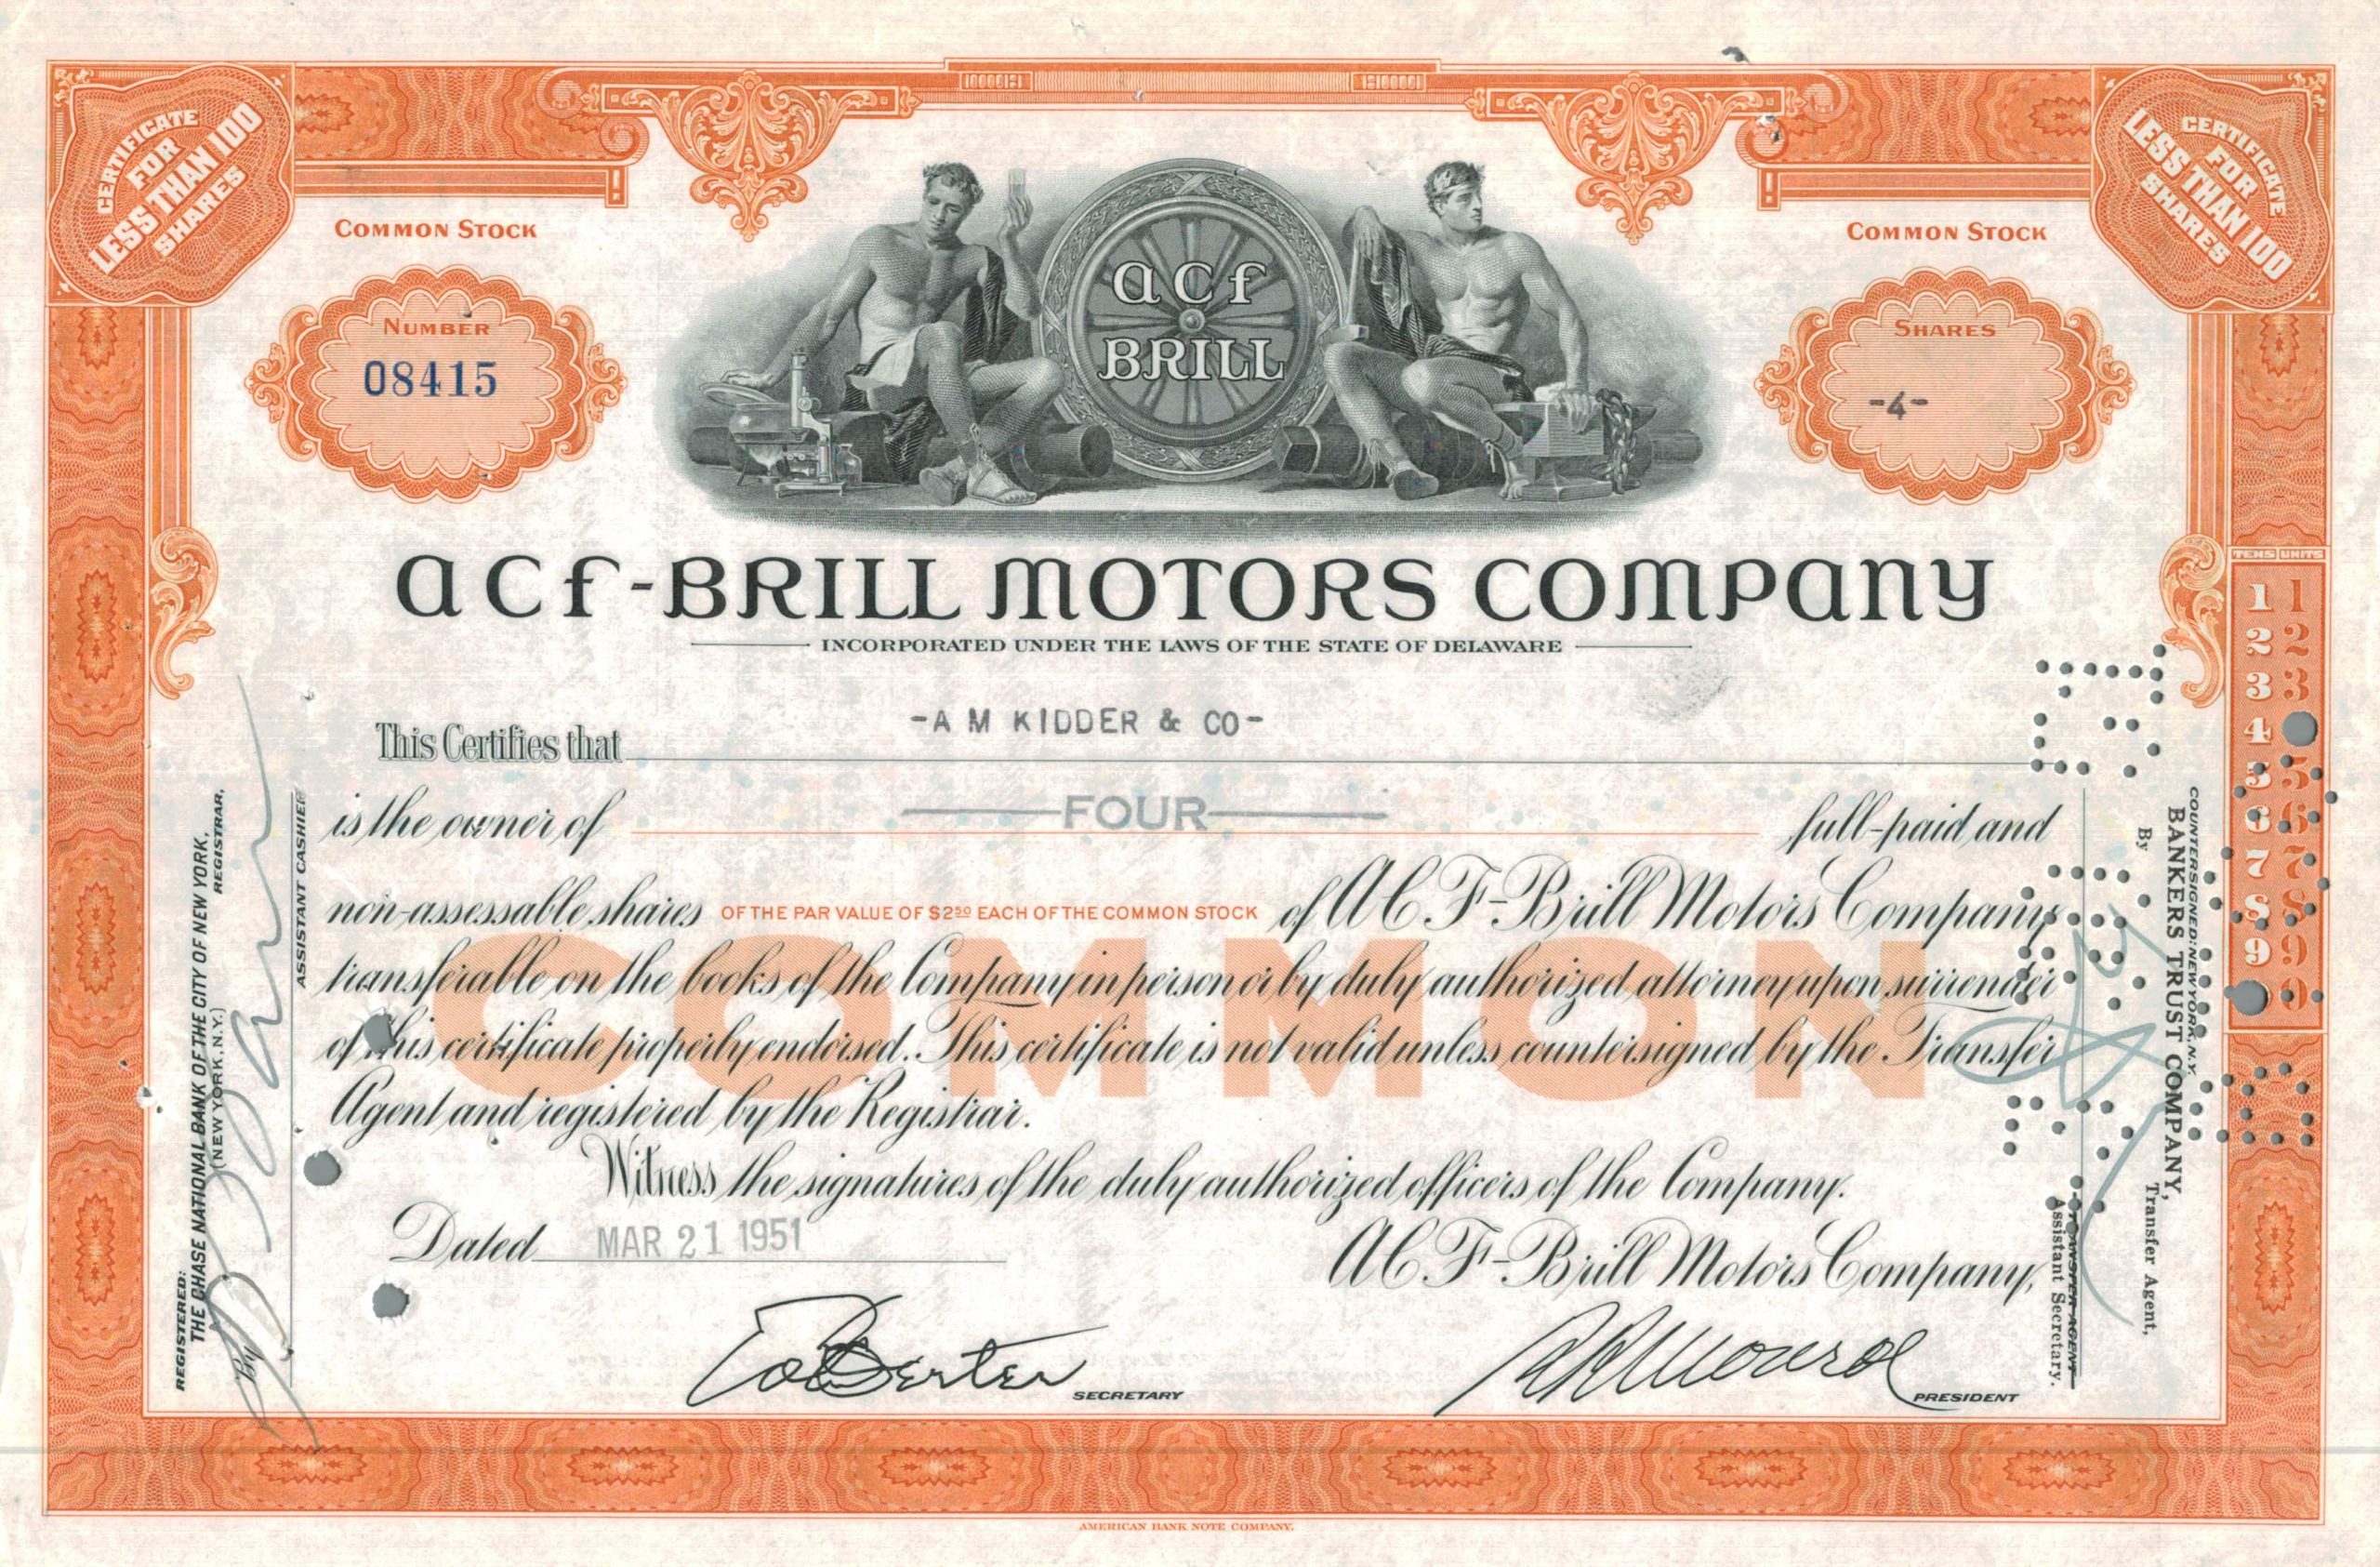 CERTIFICATE
FOR
LESS THAN 100
SHARES
CERTIFICATE
FOR
LESS THAN 100
SHARES
COMMON STOCK
COMMON STOCK
NUMBER
08415
acf
BRILL
SHARES
-4-
acf-BRILL MOTORS COMPANY
INCORPORATED UNDER THE LAWS OF THE STATE OF DELAWARE
TENS UNITS
1 1
2 2
3 3
4
5 5
6 6
7 7
8 8
9 9
0
This Certifies that -A M KIDDER & CO-
is the owner of FOUR full-paid and
non-assessable shares OF THE PAR VALUE OF $2.50 EACH OF THE COMMON STOCK of A C F-Brill Motors Company
transferable on the books of the Company in person or by duly authorized attorney upon surrender
of this certificate properly endorsed. This certificate is not valid unless countersigned by the Transfer
Agent and registered by the Registrar.
COMMON
Witness the signatures of the duly authorized officers of the Company.
Dated MAR 21 1951
A C F-Brill Motors Company,
SECRETARY
PRESIDENT
REGISTERED:
THE CHASE NATIONAL BANK OF THE CITY OF NEW YORK,
(NEW YORK, N.Y.) REGISTRAR,
By
ASSISTANT CASHIER
COUNTERSIGNED: NEW YORK, N.Y.
BANKERS TRUST COMPANY,
Transfer Agent,
By
TRANSFER AGENT
Assistant Secretary.
AMERICAN BANK NOTE COMPANY.